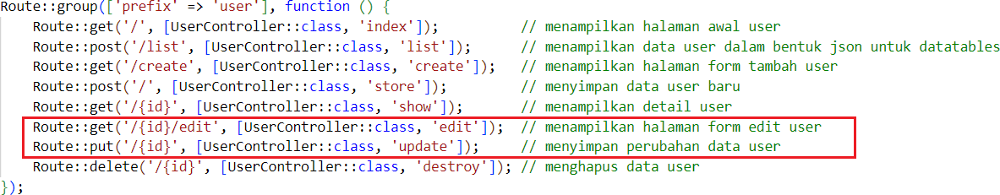 Route::group(['prefix' => 'user'], function () {
Route::get('/', [UserController::class, 'index']); // menampilkan halaman awal user
Route::post('/list', [UserController::class, 'list']); // menampilkan data user dalam bentuk json untuk datatables
Route::get('/create', [UserController::class, 'create']); // menampilkan halaman form tambah user
Route::post('/', [UserController::class, 'store']); // menyimpan data user baru
Route::get('/{id}', [UserController::class, 'show']); // menampilkan detail user
Route::get('/{id}/edit', [UserController::class, 'edit']); // menampilkan halaman form edit user
Route::put('/{id}', [UserController::class, 'update']); // menyimpan perubahan data user
Route::delete('/{id}', [UserController::class, 'destroy']); // menghapus data user
});